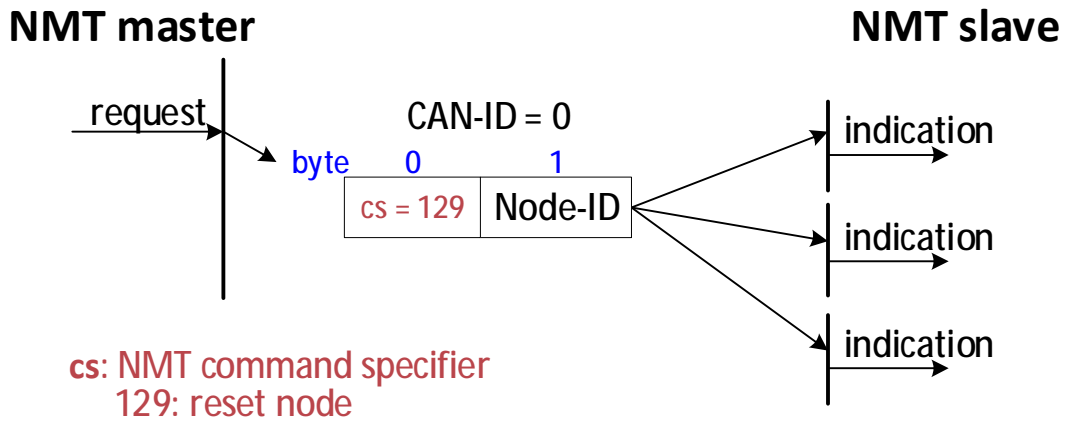 NMT master
NMT slave
request
CAN-ID = 0
indication
byte 0 1
cs = 129 Node-ID
indication
indication
cs: NMT command specifier
129: reset node